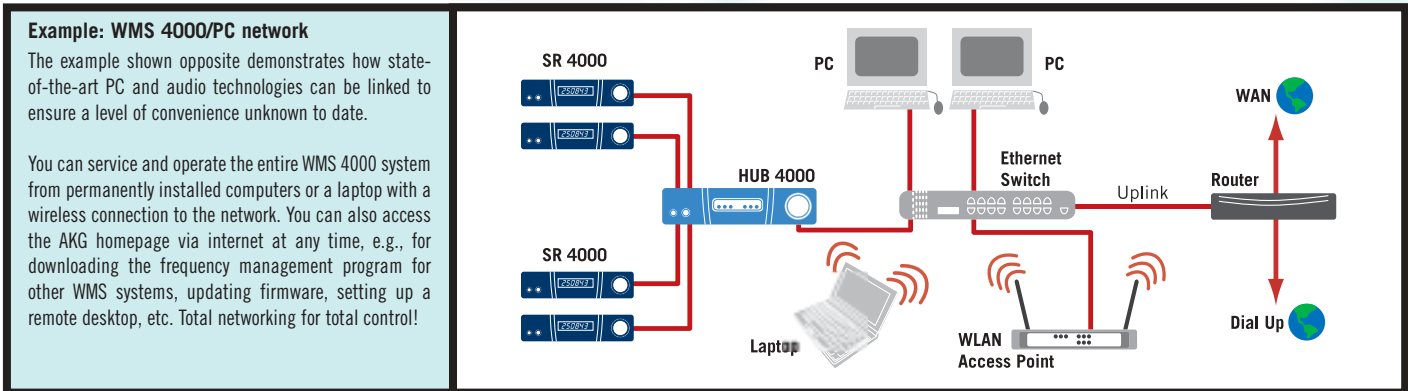 Example: WMS 4000/PC network
The example shown opposite demonstrates how state-
of-the-art PC and audio technologies can be linked to
ensure a level of convenience unknown to date.
You can service and operate the entire WMS 4000 system
from permanently installed computers or a laptop with a
wireless connection to the network. You can also access
the AKG homepage via internet at any time, e.g., for
downloading the frequency management program for
other WMS systems, updating firmware, setting up a
remote desktop, etc. Total networking for total control!
SR 4000
250843
250843
SR 4000
250843
250843
HUB 4000
PC
PC
Ethernet
Switch
Uplink
Router
WAN
Dial Up
Laptop
WLAN
Access Point